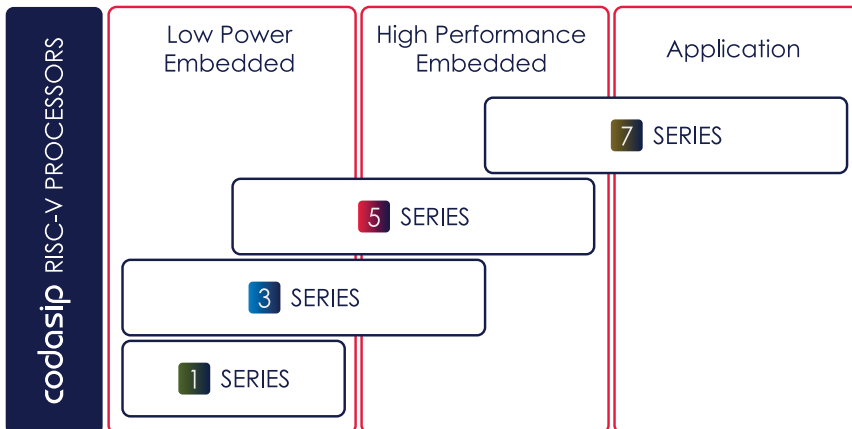 codasip RISC-V PROCESSORS
Low Power
Embedded
High Performance
Embedded
Application
7 SERIES
5 SERIES
3 SERIES
1 SERIES